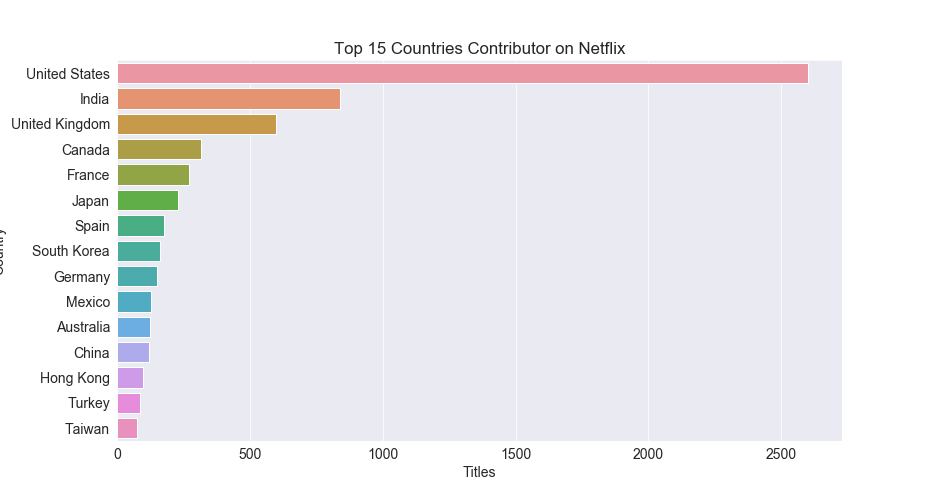 Top 15 Countries Contributor on Netflix
United States
India
United Kingdom
Canada
France
Japan
Spain
South Korea
Germany
Mexico
Australia
China
Hong Kong
Turkey
Taiwan
0 500 1000 1500 2000 2500
Titles